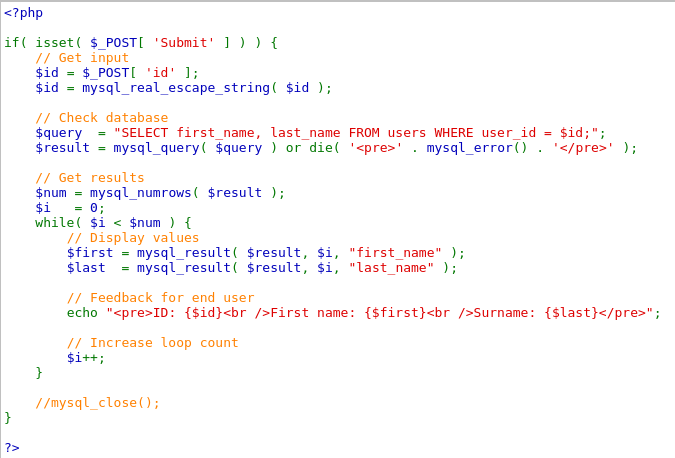 <?php

if( isset( $_POST[ 'Submit' ] ) ) {
    // Get input
    $id = $_POST[ 'id' ];
    $id = mysql_real_escape_string( $id );

    // Check database
    $query  = "SELECT first_name, last_name FROM users WHERE user_id = $id;";
    $result = mysql_query( $query ) or die( '<pre>' . mysql_error() . '</pre>' );

    // Get results
    $num = mysql_numrows( $result );
    $i   = 0;
    while( $i < $num ) {
        // Display values
        $first = mysql_result( $result, $i, "first_name" );
        $last  = mysql_result( $result, $i, "last_name" );

        // Feedback for end user
        echo "<pre>ID: {$id}<br />First name: {$first}<br />Surname: {$last}</pre>";

        // Increase loop count
        $i++;
    }

    //mysql_close();
}

?>